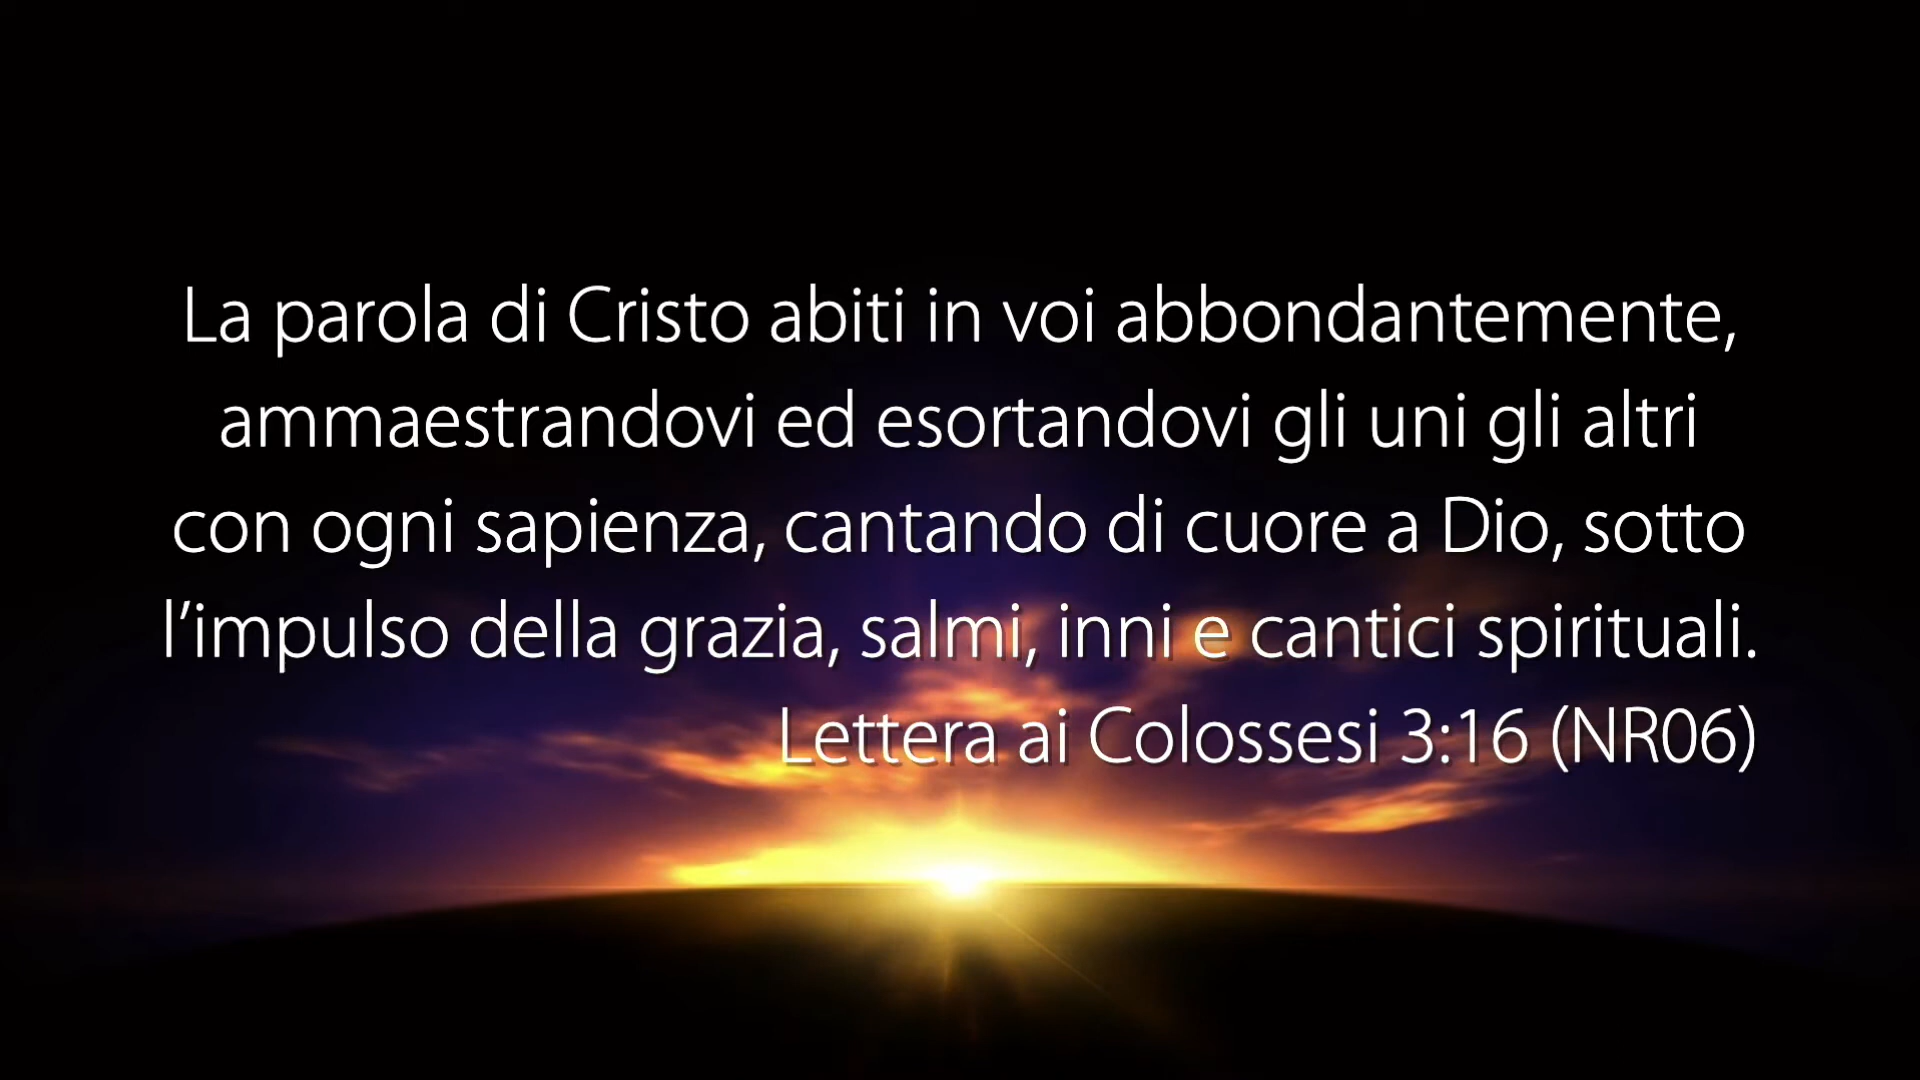 La parola di Cristo abiti in voi abbondantemente,
ammaestrandovi ed esortandovi gli uni gli altri
con ogni sapienza, cantando di cuore a Dio, sotto
l’impulso della grazia, salmi, inni e cantici spirituali.
Lettera ai Colossesi 3:16 (NR06)